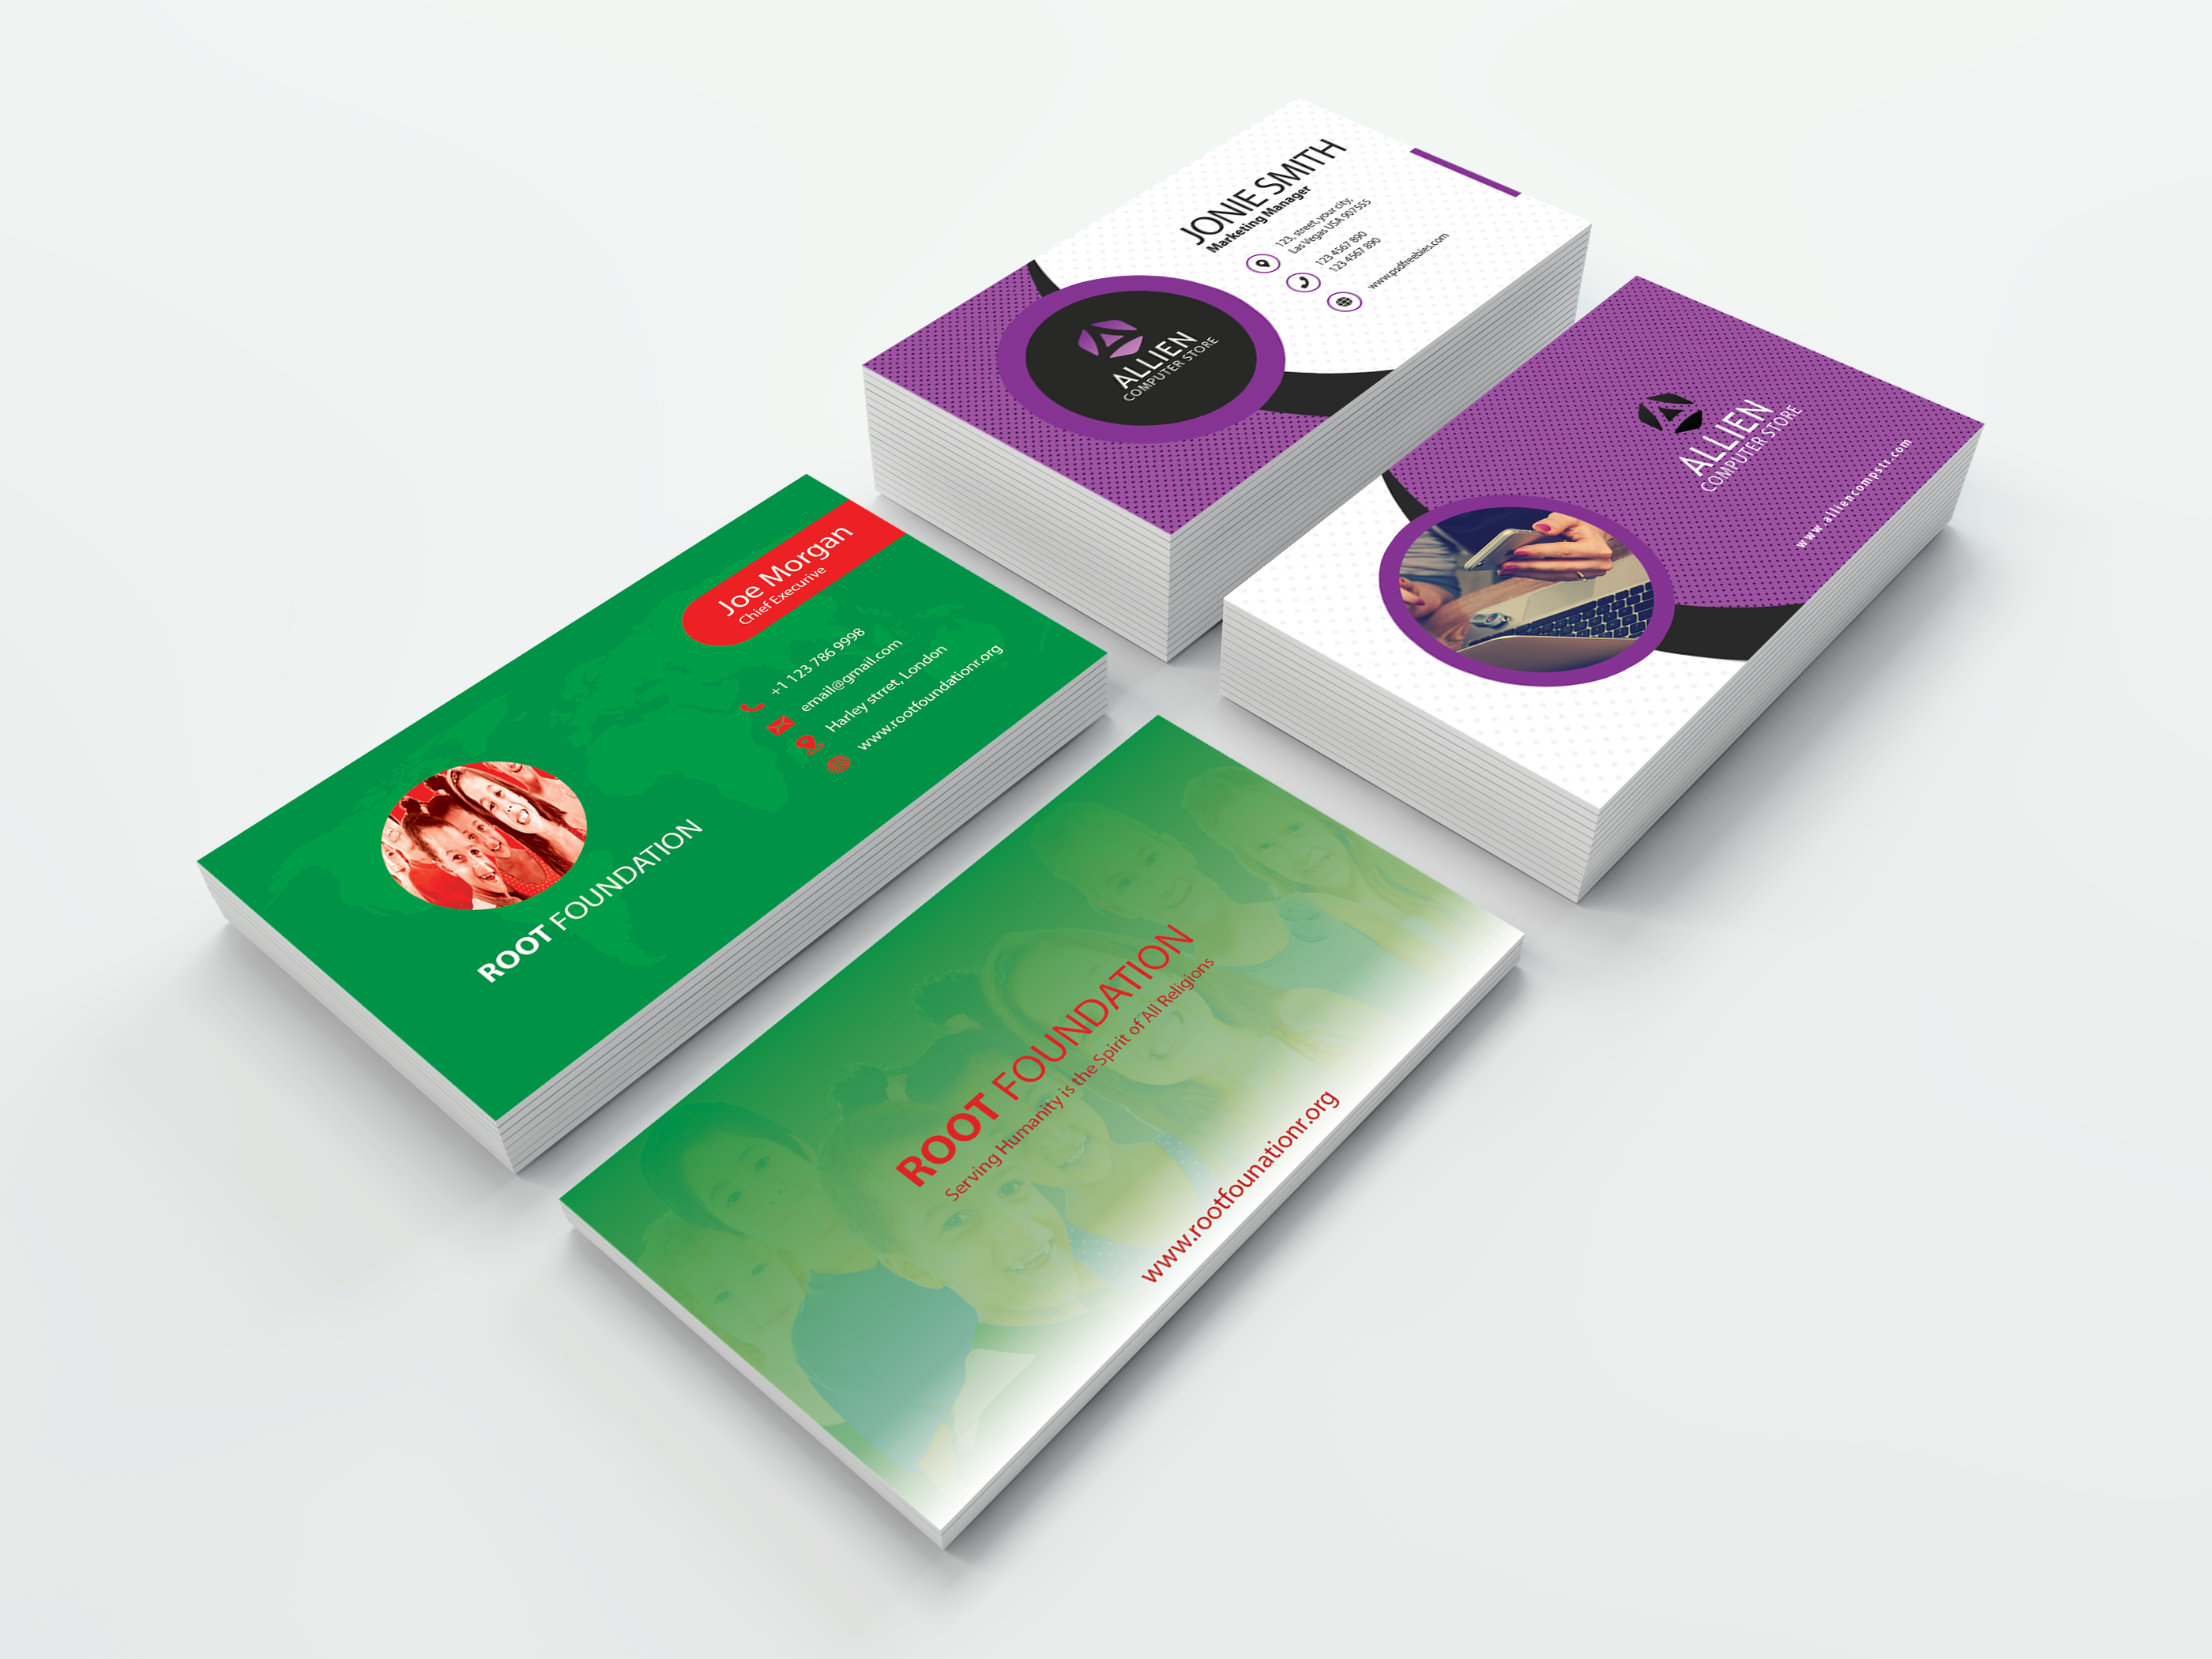 JONIE SMITH
Marketing Manager
123, street, your city,
Las Vegas USA 907555
123 4567 890
123 4567 890
www.psdfreebies.com
ALLIEN
COMPUTER STORE
ALLIEN
COMPUTER STORE
www.alliencompstr.com
Joe Morgan
Chief Execurive
+1 123 786 9998
email@gmail.com
Harley strret, London
www.rootfoundationr.org
ROOT FOUNDATION
ROOT FOUNDATION
Serving Humanity is the Spirit of All Religions
www.rootfounationr.org